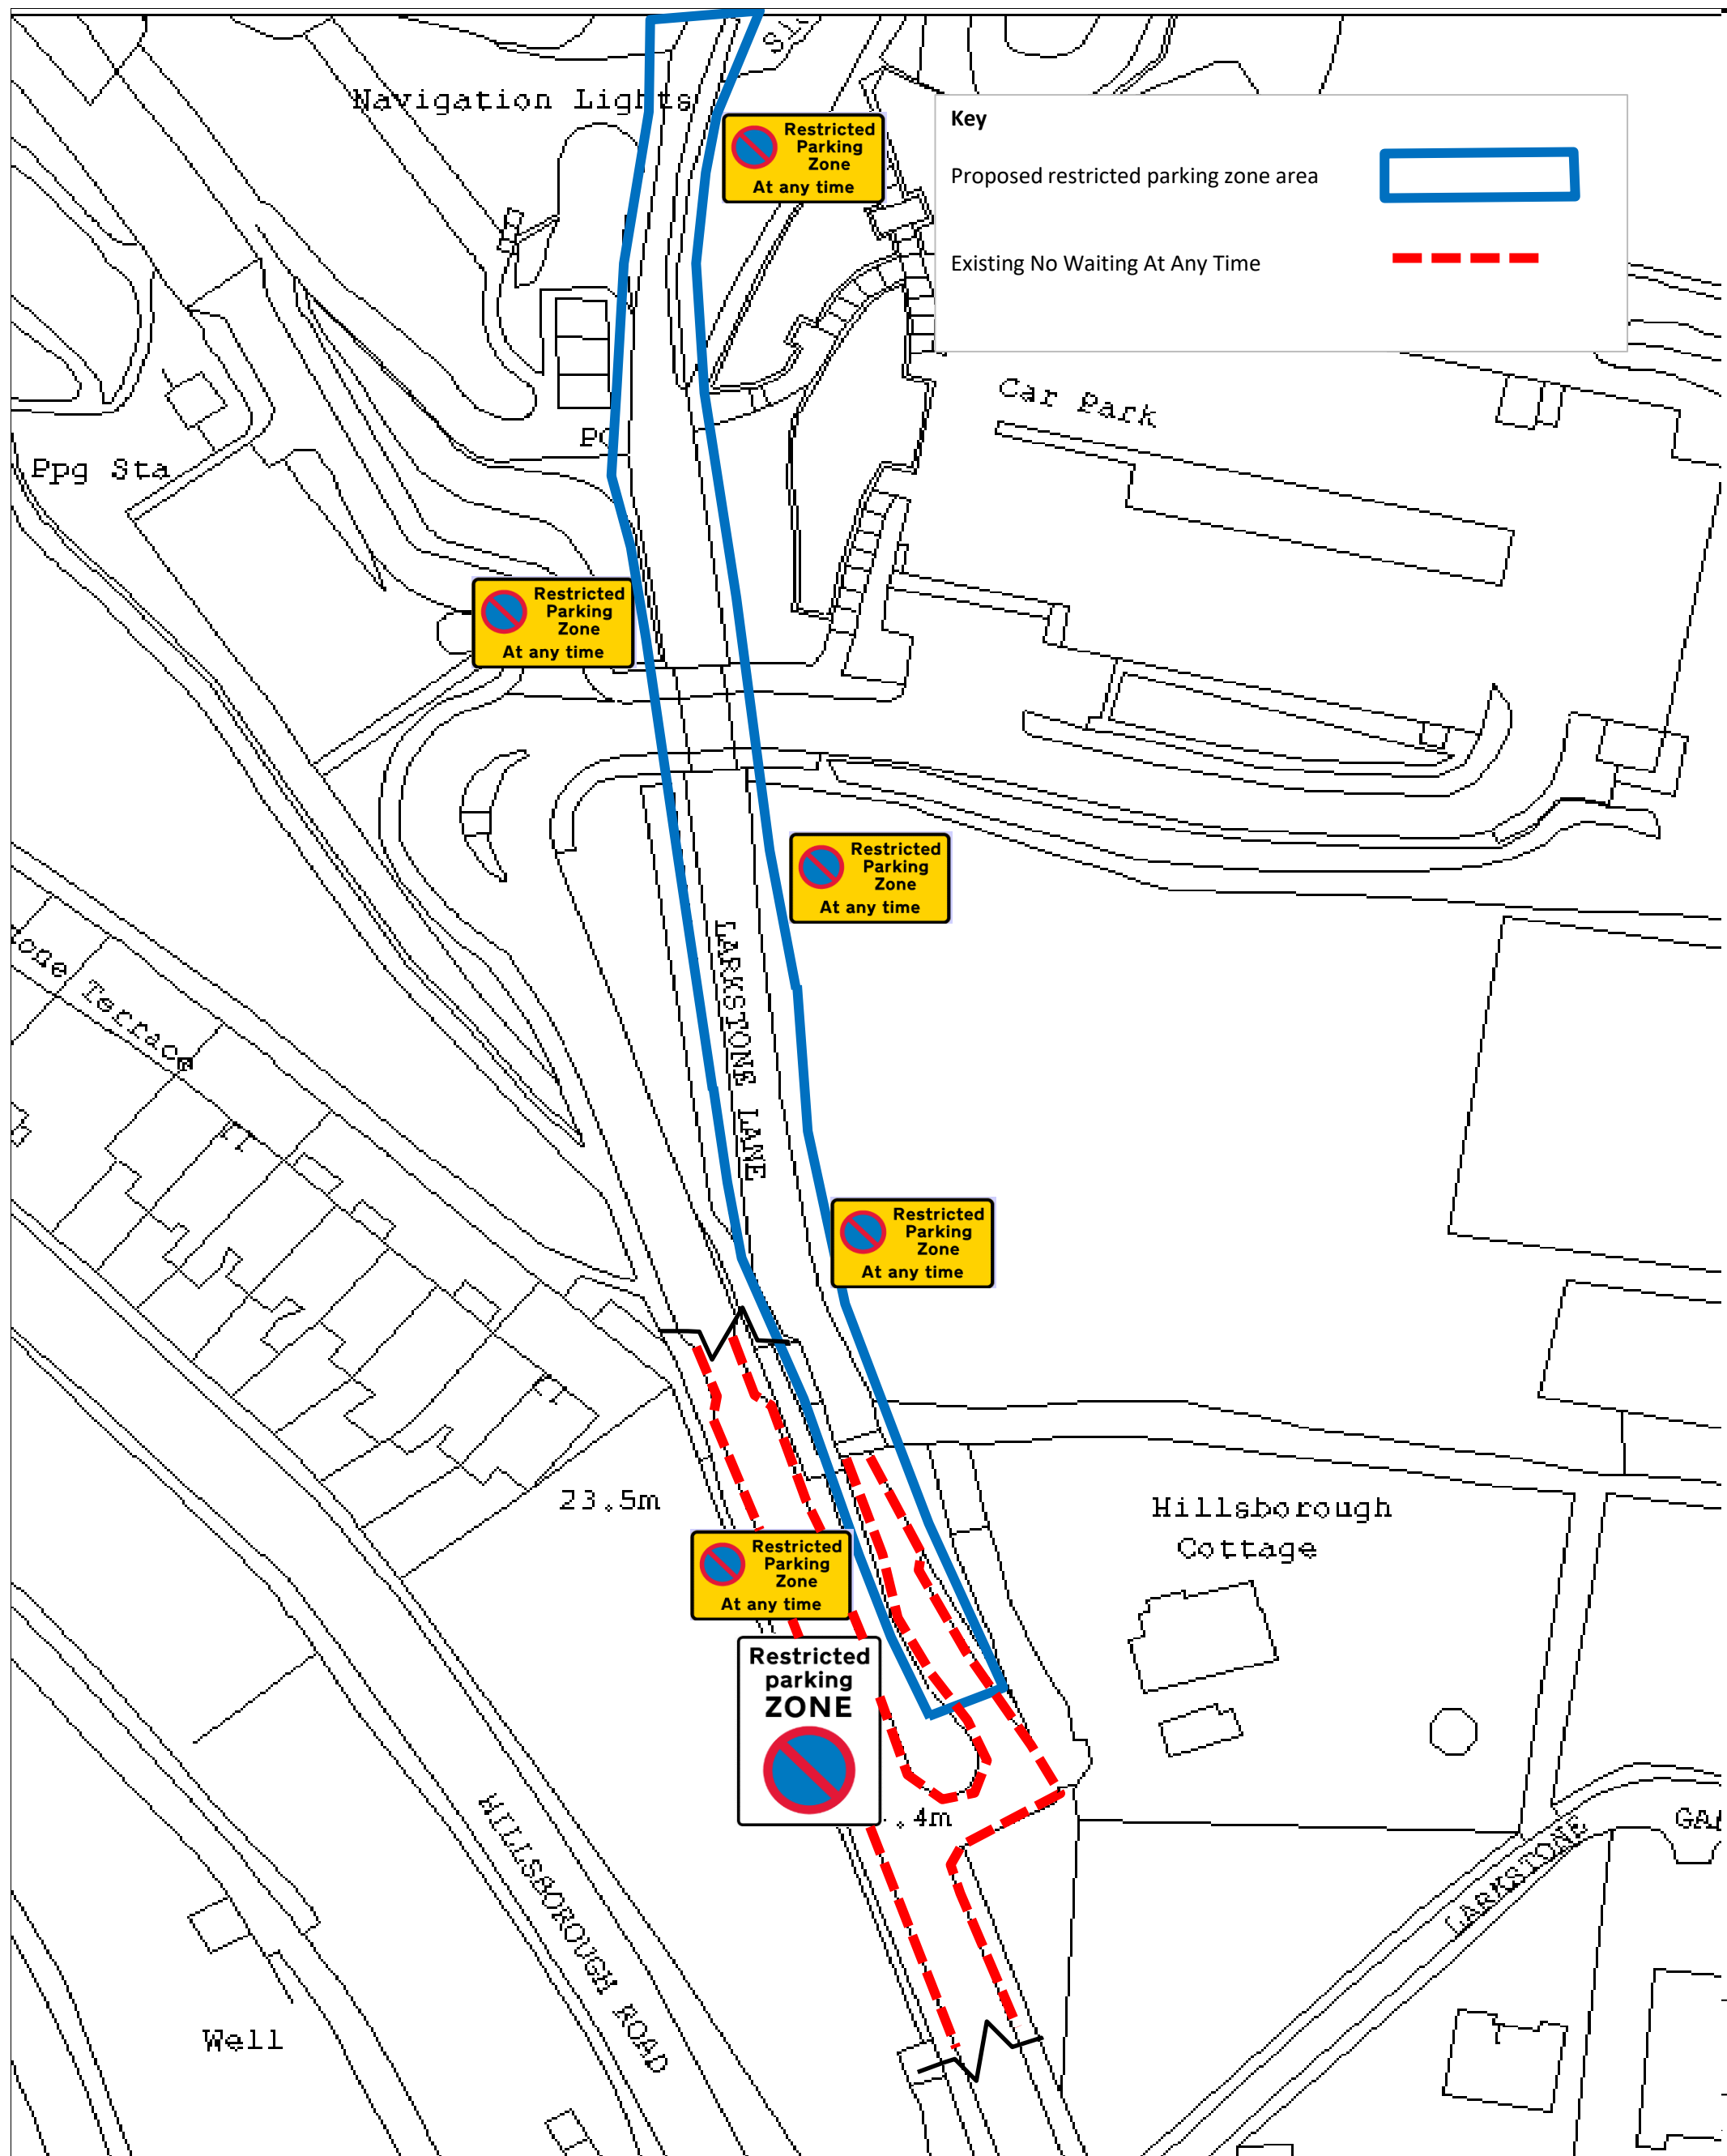 Navigation Lights
Restricted
Parking
Zone
At any time
Key
Proposed restricted parking zone area
Existing No Waiting At Any Time
Car Park
Ppg Sta
Restricted
Parking
Zone
At any time
Restricted
Parking
Zone
At any time
LARKSTONE LANE
Terrace
Restricted
Parking
Zone
At any time
23.5m
Hillsborough
Cottage
Restricted
Parking
Zone
At any time
Restricted
parking
ZONE
.4m
HILLSBOROUGH ROAD
LARKSTONE
Well